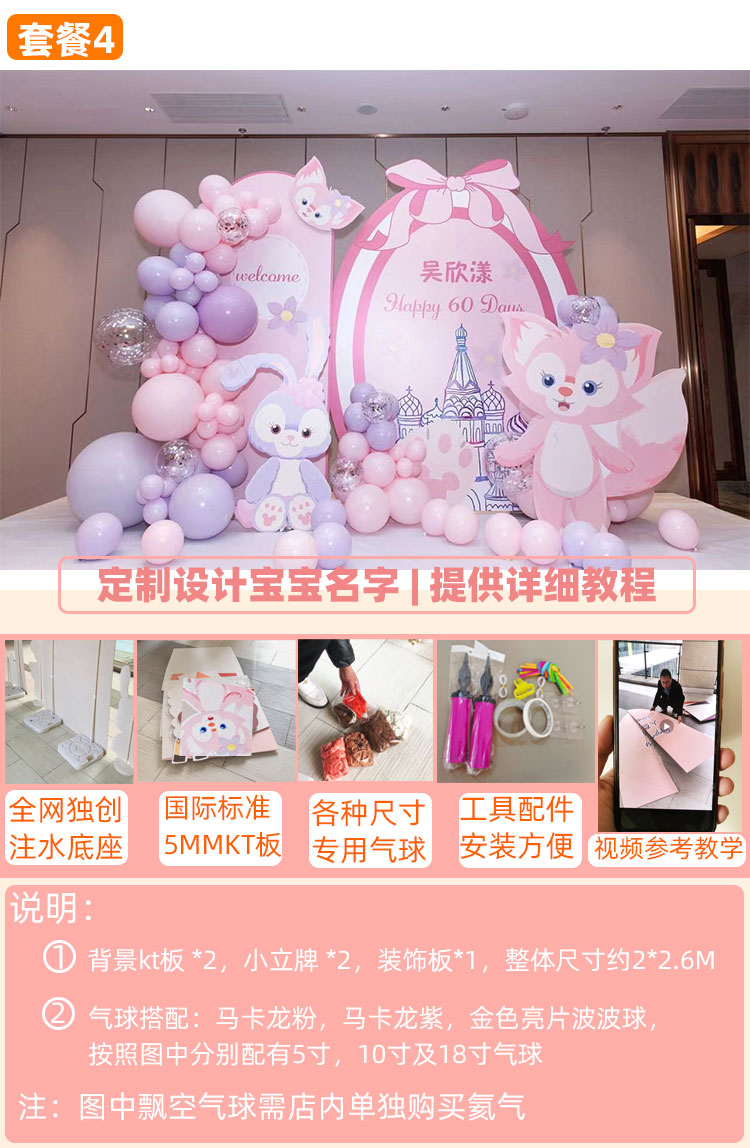 套餐4
welcome
吴欣漾
Happy 60 Days
定制设计宝宝名字 | 提供详细教程
全网独创
注水底座
国际标准
5MMKT板
各种尺寸
专用气球
工具配件
安装方便
视频参考教学
说明：
① 背景kt板 *2，小立牌 *2，装饰板*1，整体尺寸约2*2.6M
② 气球搭配：马卡龙粉，马卡龙紫，金色亮片波波球，
按照图中分别配有5寸，10寸及18寸气球
注：图中飘空气球需店内单独购买氦气